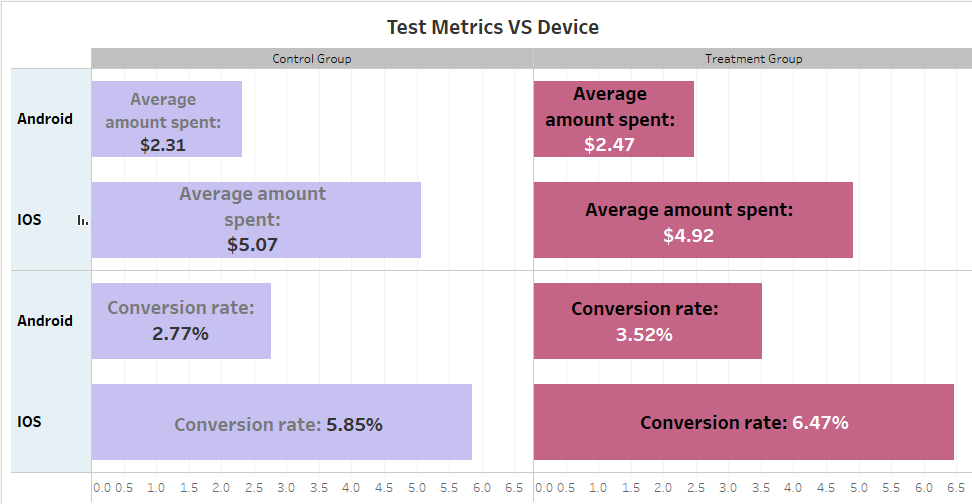 Test Metrics VS Device
Control Group
Treatment Group
Android
Average
amount spent:
$2.31
Average
amount spent:
$2.47
IOS
Average amount
spent:
$5.07
Average amount spent:
$4.92
Android
Conversion rate:
2.77%
Conversion rate:
3.52%
IOS
Conversion rate: 5.85%
Conversion rate: 6.47%
0.0 0.5 1.0 1.5 2.0 2.5 3.0 3.5 4.0 4.5 5.0 5.5 6.0 6.5
0.0 0.5 1.0 1.5 2.0 2.5 3.0 3.5 4.0 4.5 5.0 5.5 6.0 6.5